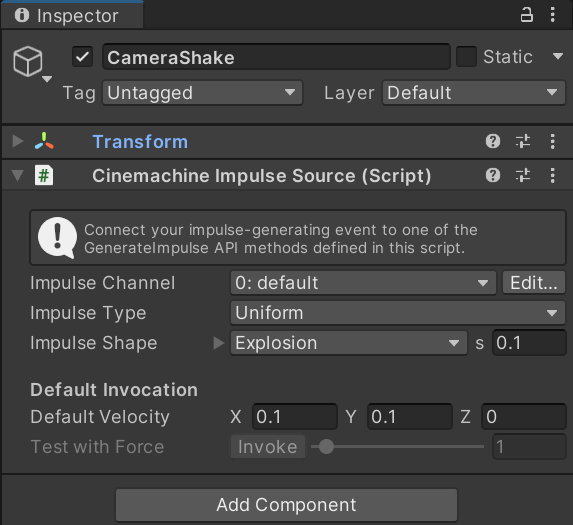 Inspector
CameraShake Static
Tag Untagged Layer Default
Transform
# Cinemachine Impulse Source (Script)
Connect your impulse-generating event to one of the
GenerateImpulse API methods defined in this script.
Impulse Channel 0: default Edit...
Impulse Type Uniform
Impulse Shape Explosion s 0.1
Default Invocation
Default Velocity X 0.1 Y 0.1 Z 0
Test with Force Invoke 1
Add Component